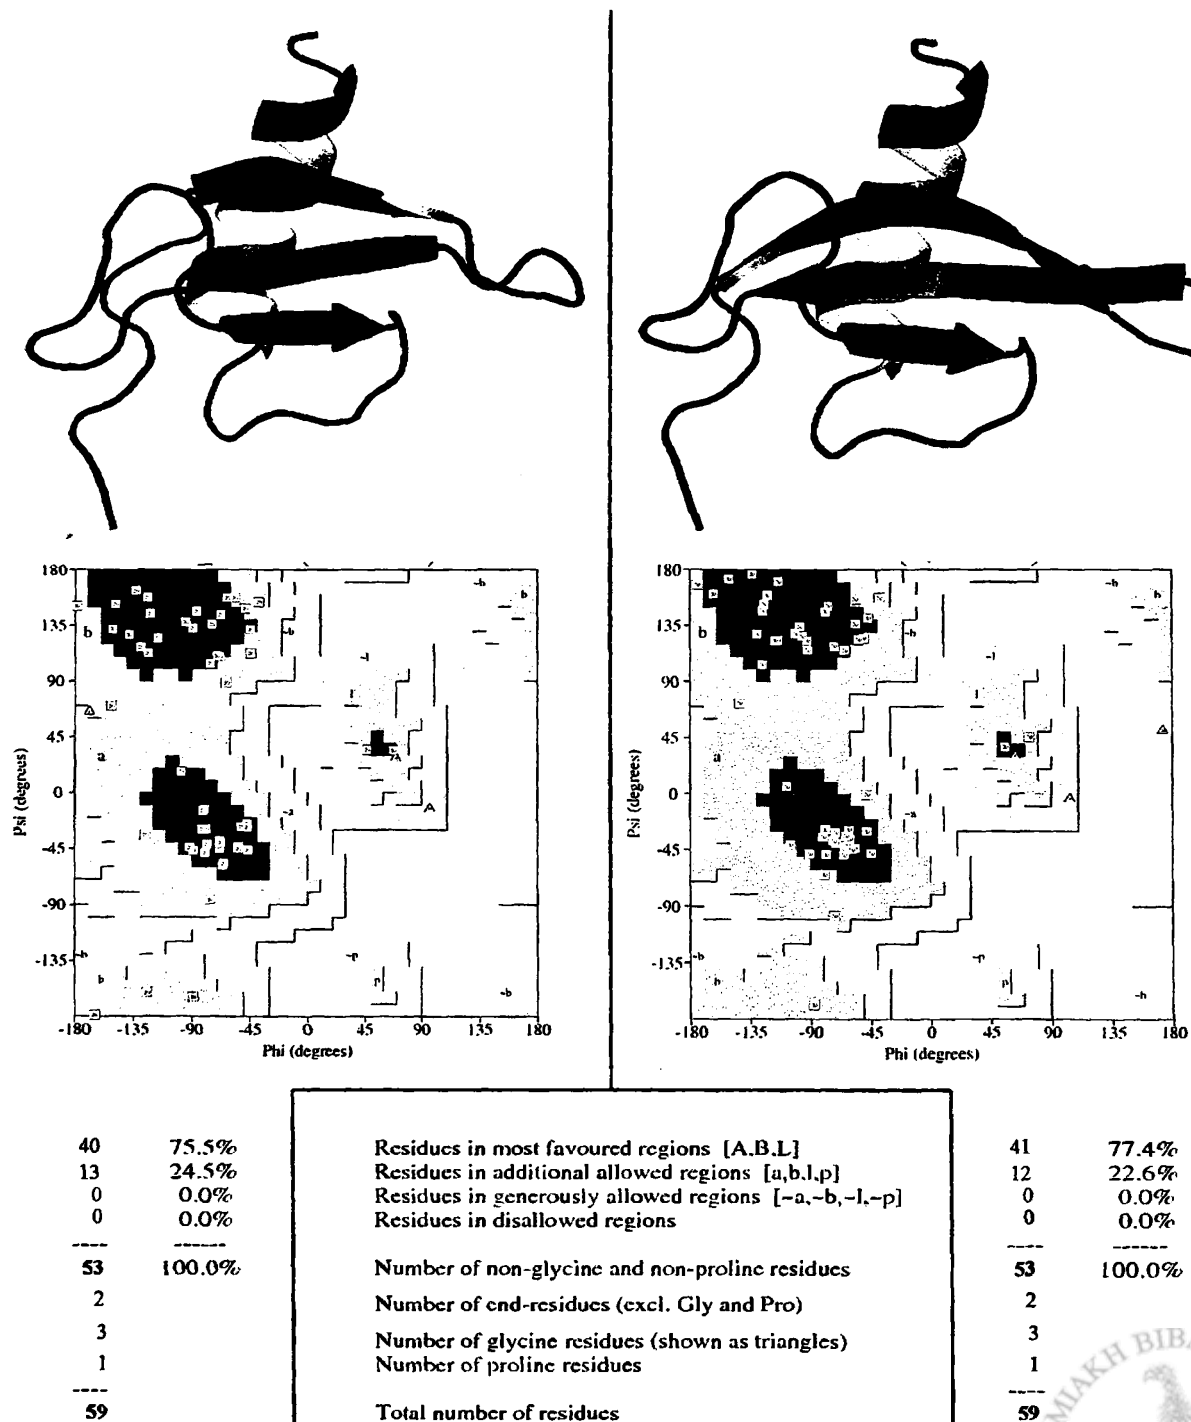 180
135
90
45
0
-45
-90
-135
Psi (degrees)
b
a
~b
~l
l
~a
~p
p
~b
b
-180 -135 -90 -45 0 45 90 135 180
Phi (degrees)
180
135
90
45
0
-45
-90
-135
Psi (degrees)
b
a
~b
~l
l
~a
~p
p
~b
b
-180 -135 -90 -45 0 45 90 135 180
Phi (degrees)
40 75.5% Residues in most favoured regions [A,B,L] 41 77.4%
13 24.5% Residues in additional allowed regions [a,b,l,p] 12 22.6%
0 0.0% Residues in generously allowed regions [~a,~b,~l,~p] 0 0.0%
0 0.0% Residues in disallowed regions 0 0.0%
---- ------ ---- ------
53 100.0% Number of non-glycine and non-proline residues 53 100.0%
2 Number of end-residues (excl. Gly and Pro) 2
3 Number of glycine residues (shown as triangles) 3
1 Number of proline residues 1
---- ----
59 Total number of residues 59